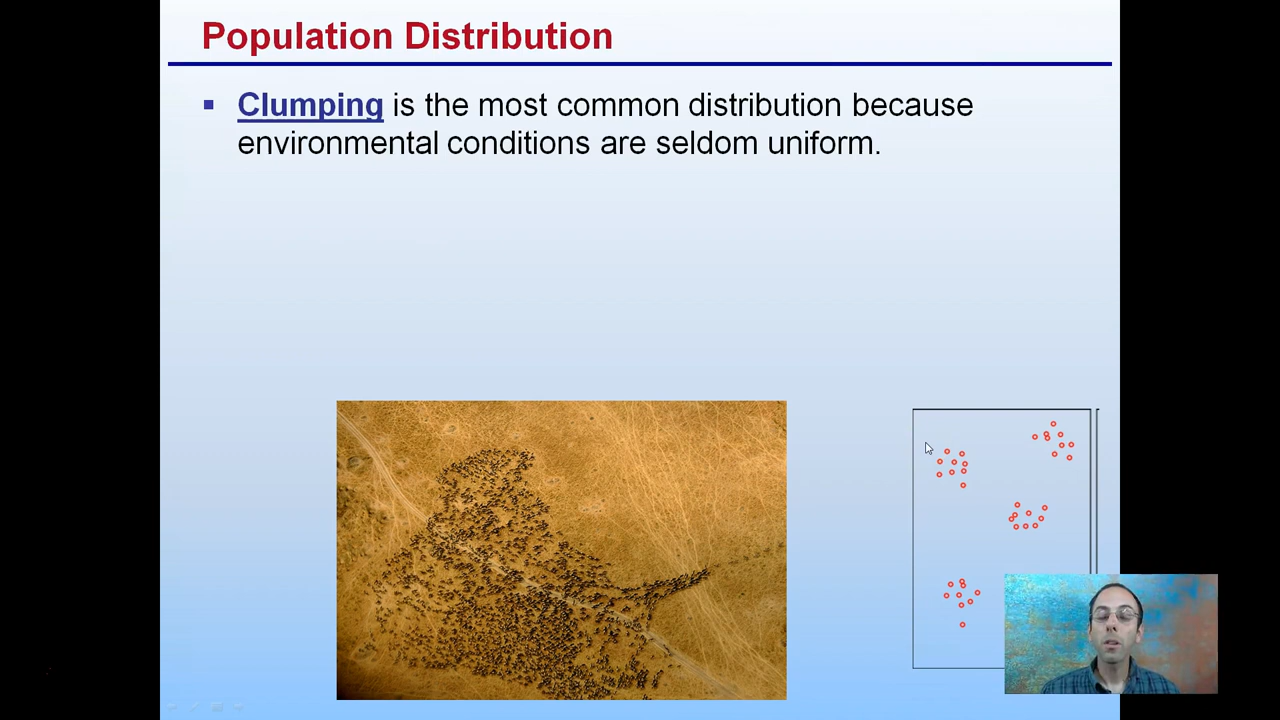 Population Distribution
Clumping is the most common distribution because
environmental conditions are seldom uniform.